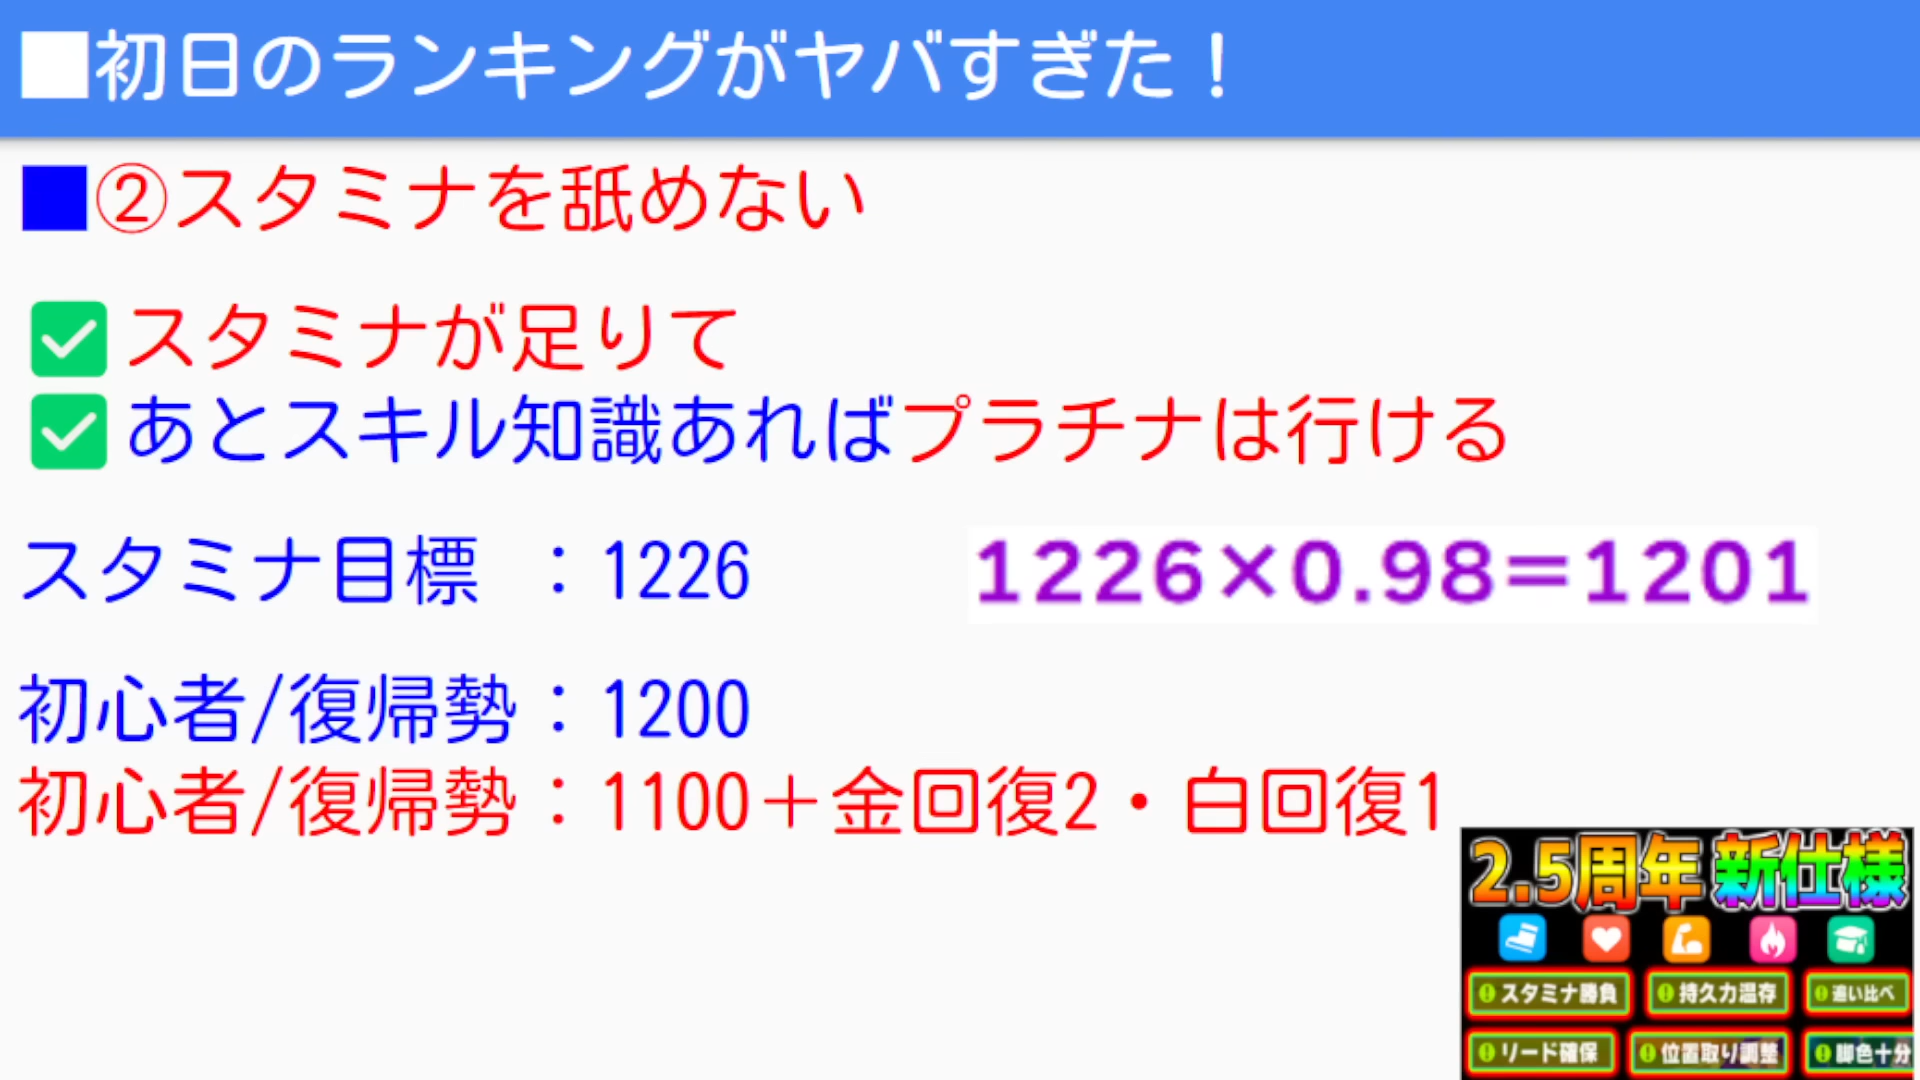 ■初日のランキングがヤバすぎた！
■②スタミナを舐めない
✅スタミナが足りて
✅あとスキル知識あればプラチナは行ける
スタミナ目標 ：1226
1226×0.98＝1201
初心者/復帰勢：1200
初心者/復帰勢：1100＋金回復2・白回復1
2.5周年 新仕様
スタミナ勝負 持久力温存 追い比べ
リード確保 位置取り調整 脚色十分